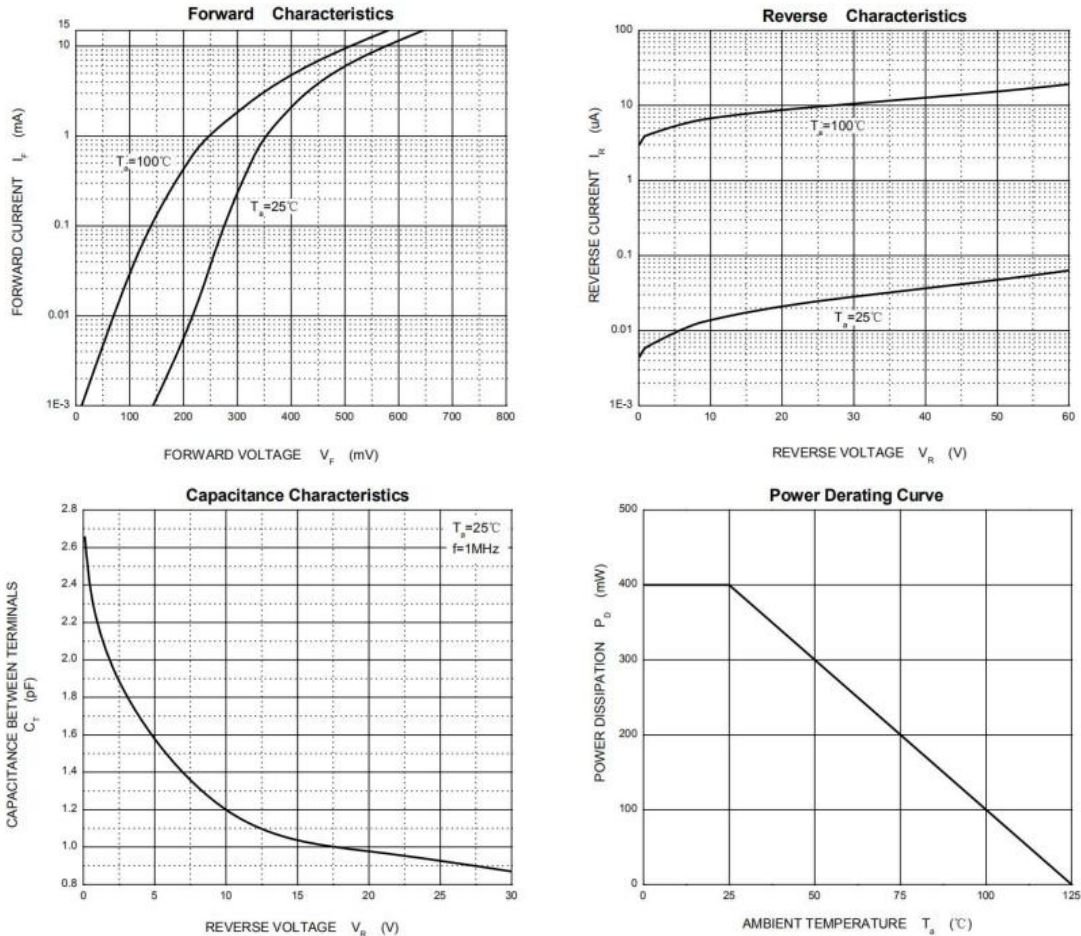 Forward Characteristics
15
10
1
0.1
0.01
1E-3
FORWARD CURRENT I_F (mA)
T_a=100℃
T_a=25℃
0 100 200 300 400 500 600 700 800
FORWARD VOLTAGE V_F (mV)
Reverse Characteristics
100
10
1
0.1
0.01
1E-3
REVERSE CURRENT I_R (uA)
T_a=100℃
T_a=25℃
0 10 20 30 40 50 60
REVERSE VOLTAGE V_R (V)
Capacitance Characteristics
2.8
2.6
2.4
2.2
2.0
1.8
1.6
1.4
1.2
1.0
0.8
CAPACITANCE BETWEEN TERMINALS
C_T (pF)
T_a=25℃
f=1MHz
0 5 10 15 20 25 30
REVERSE VOLTAGE V_R (V)
Power Derating Curve
500
400
300
200
100
0
POWER DISSIPATION P_D (mW)
0 25 50 75 100 125
AMBIENT TEMPERATURE T_a (℃)